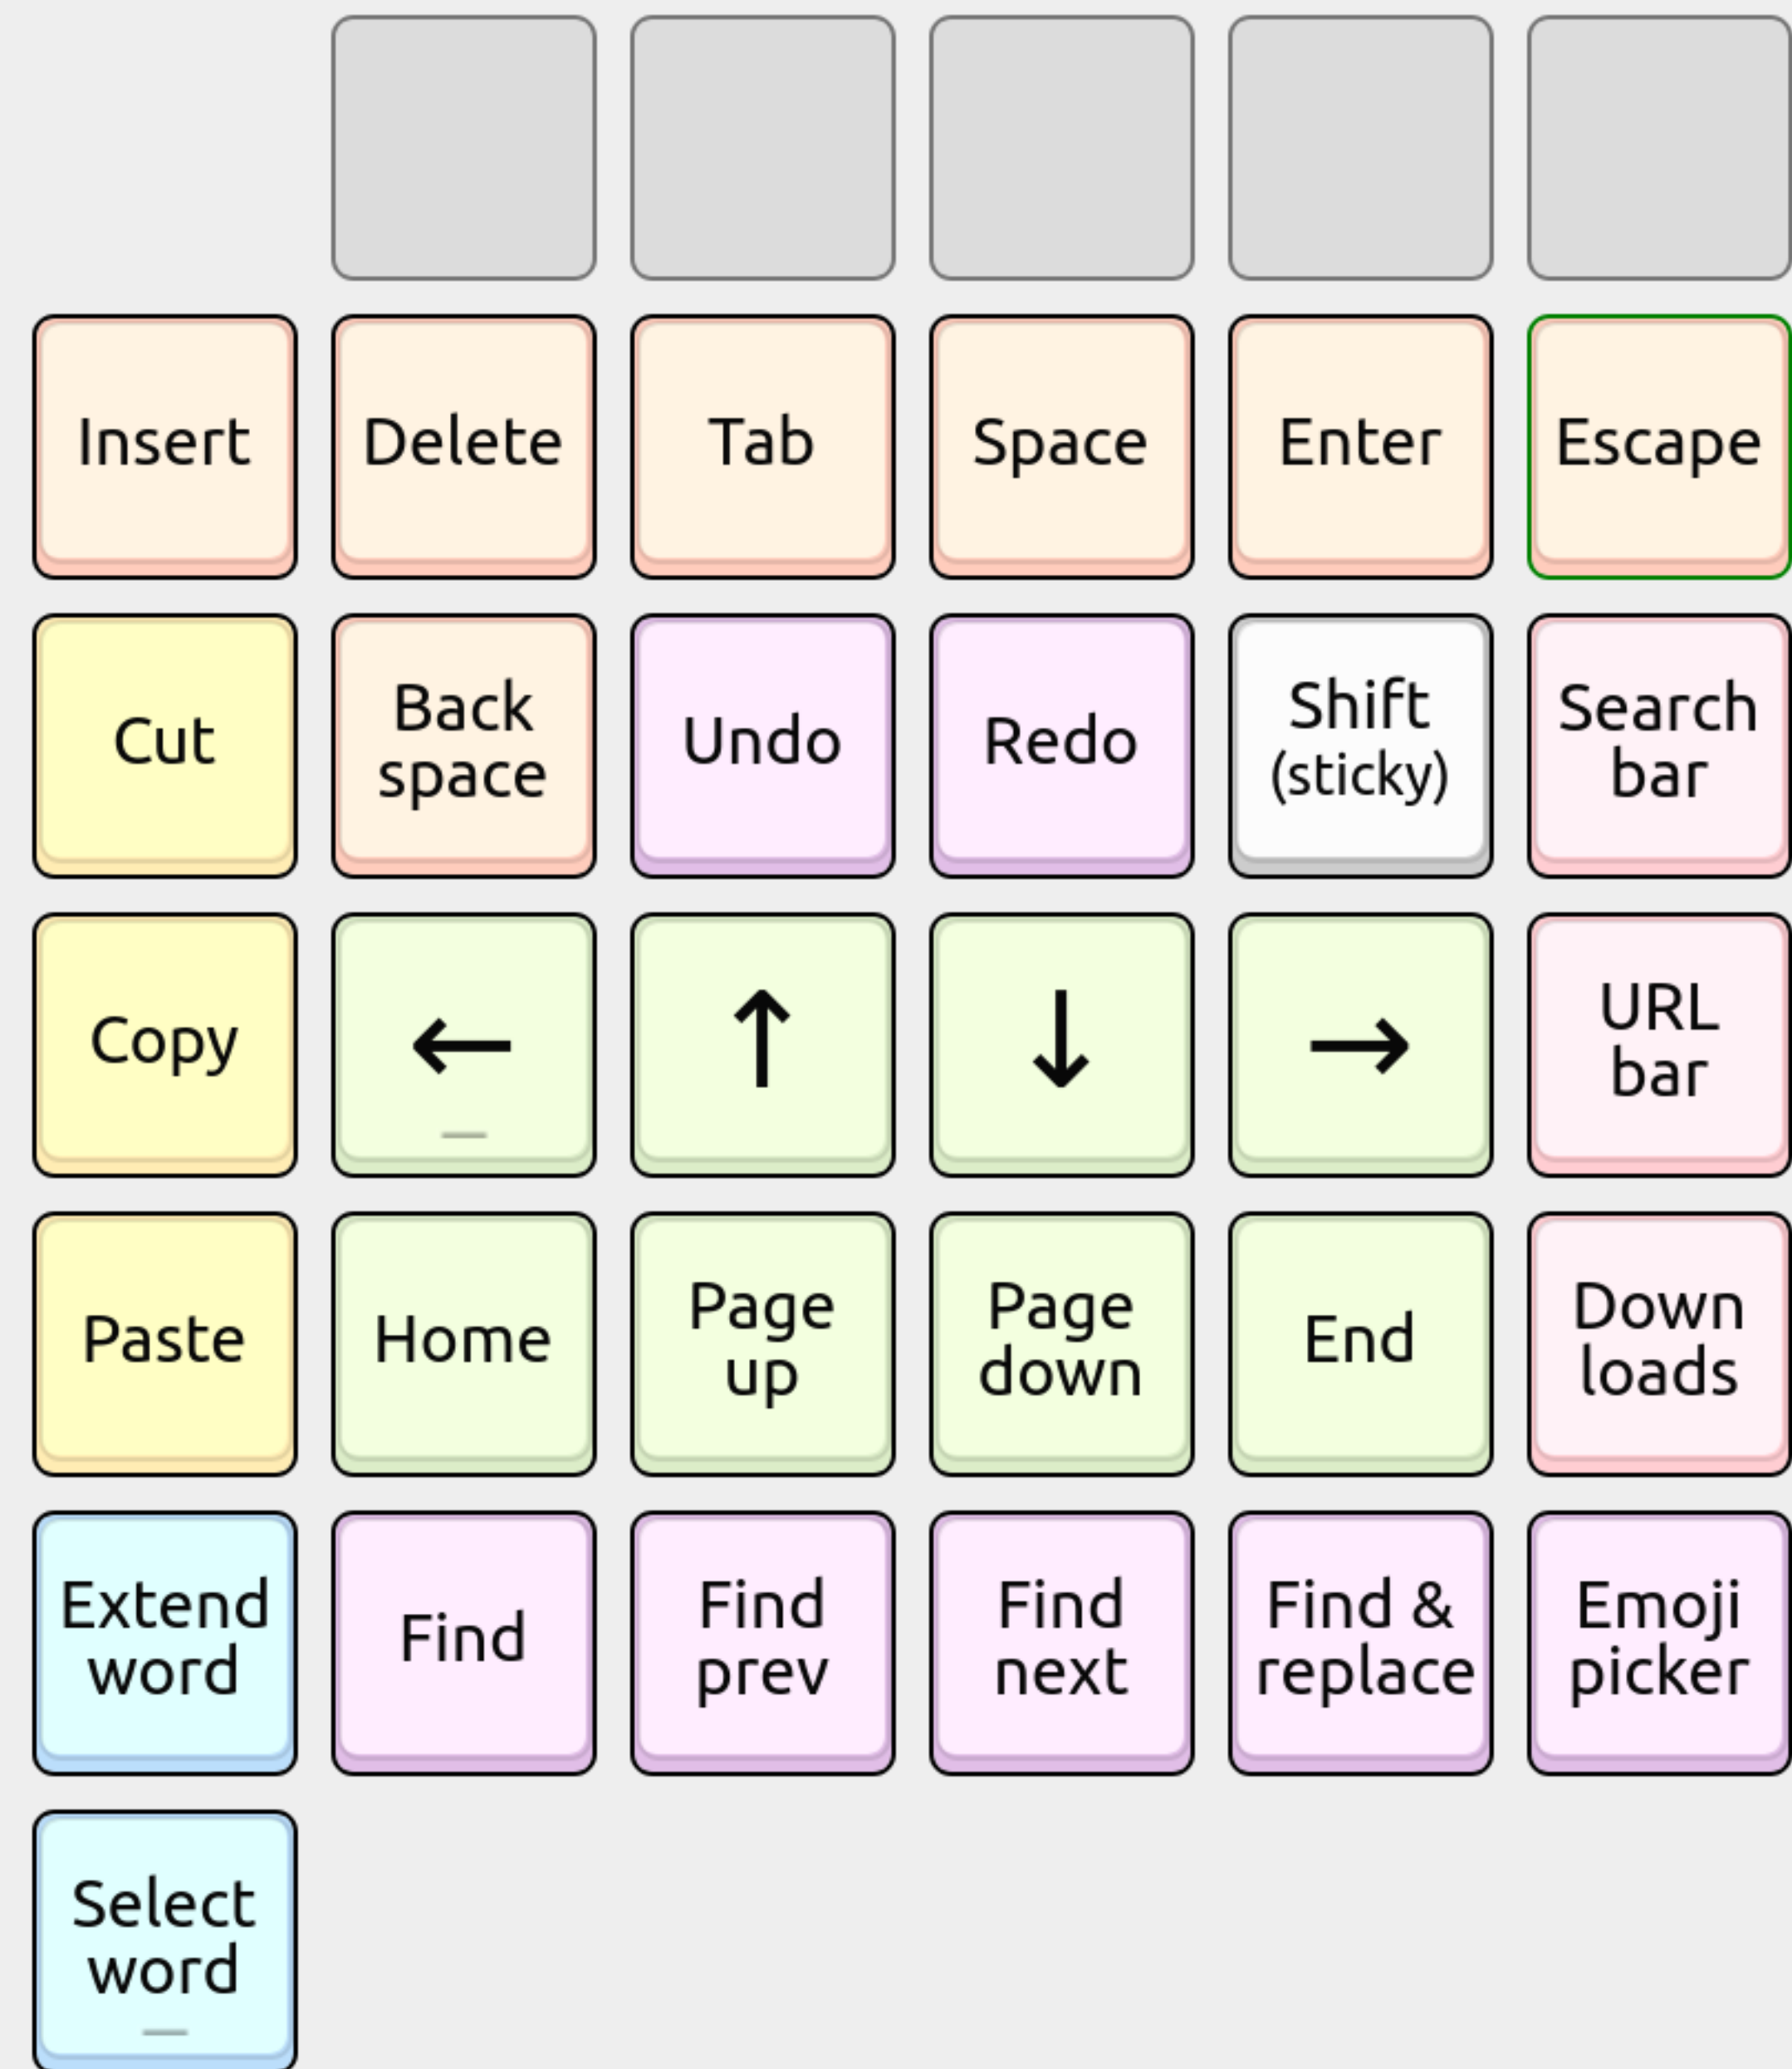 Insert
Delete
Tab
Space
Enter
Escape
Cut
Back
space
Undo
Redo
Shift
(sticky)
Search
bar
Copy
←
↑
↓
→
URL
bar
Paste
Home
Page
up
Page
down
End
Down
loads
Extend
word
Find
Find
prev
Find
next
Find &
replace
Emoji
picker
Select
word